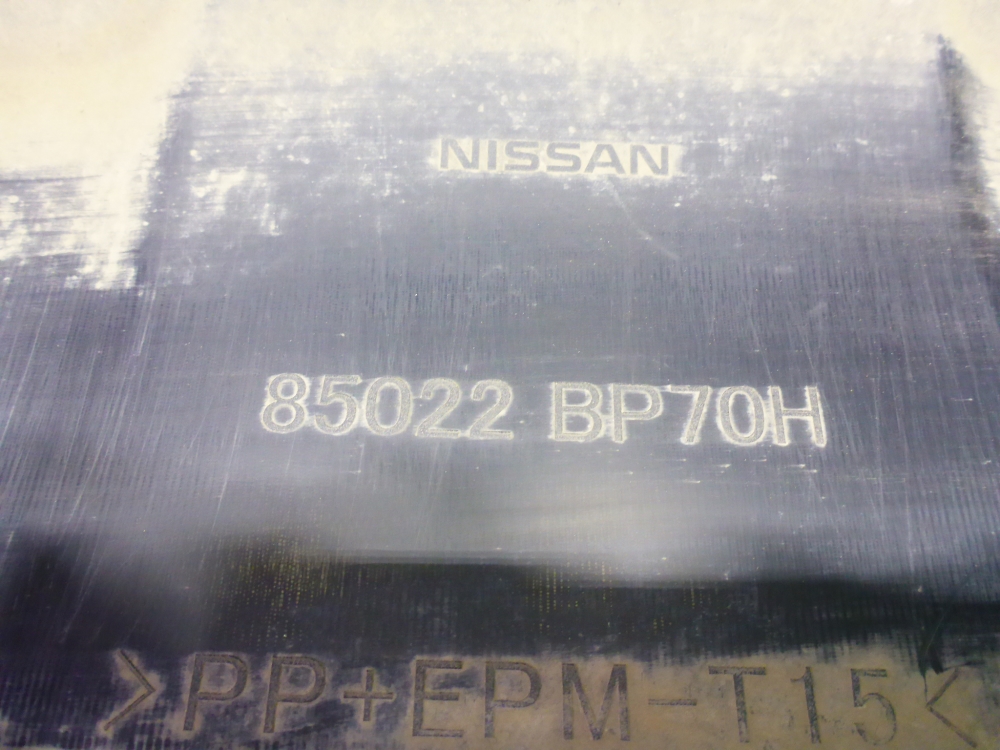 NISSAN
85022 BP70H
>PP+EPM-T15<